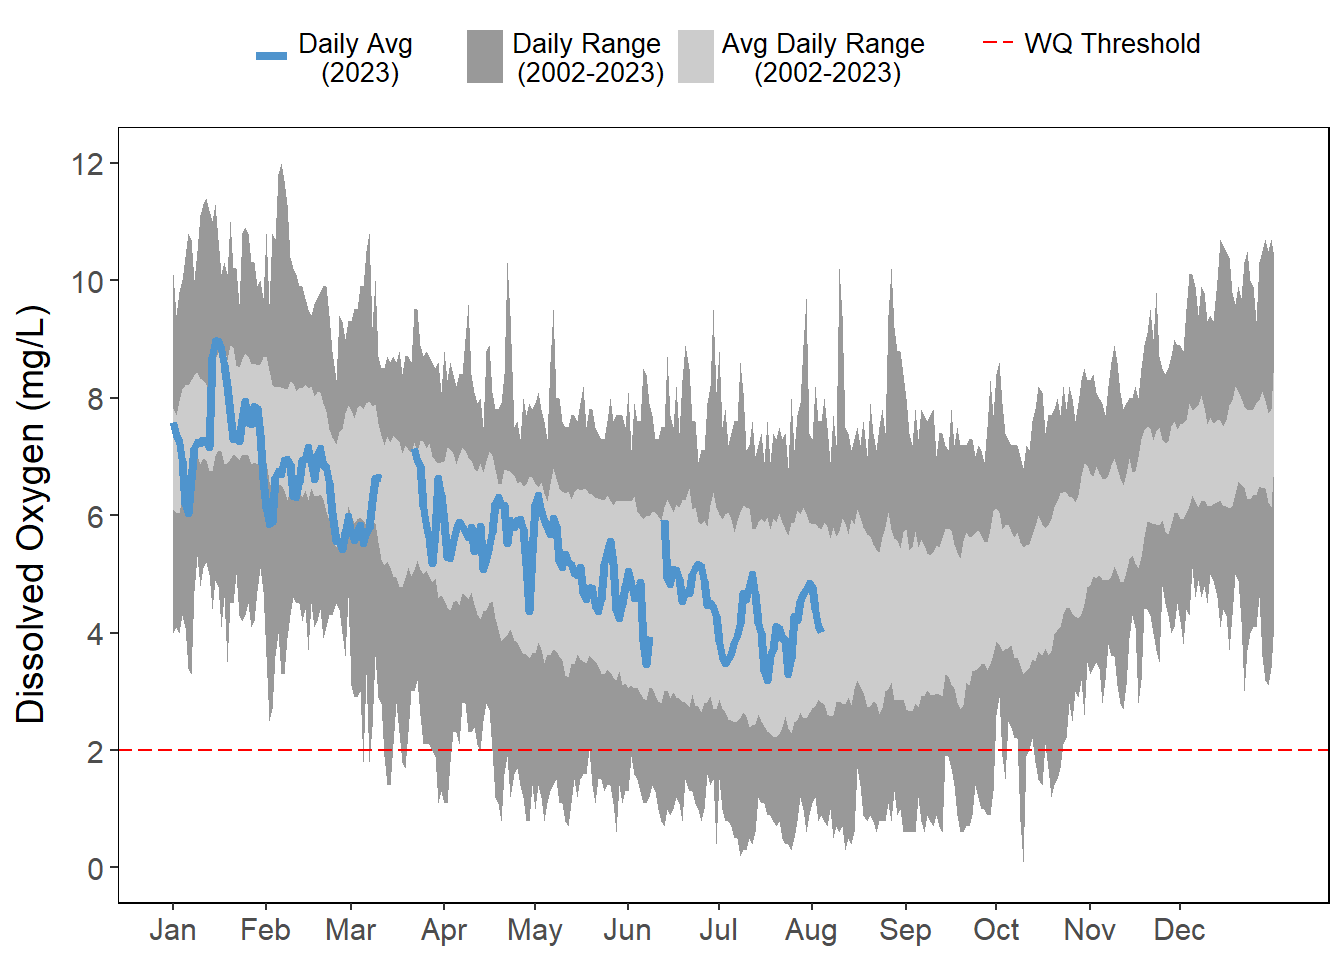 Daily Avg
(2023)
Daily Range
(2002-2023)
Avg Daily Range
(2002-2023)
WQ Threshold
Dissolved Oxygen (mg/L)
12
10
8
6
4
2
0
Jan Feb Mar Apr May Jun Jul Aug Sep Oct Nov Dec